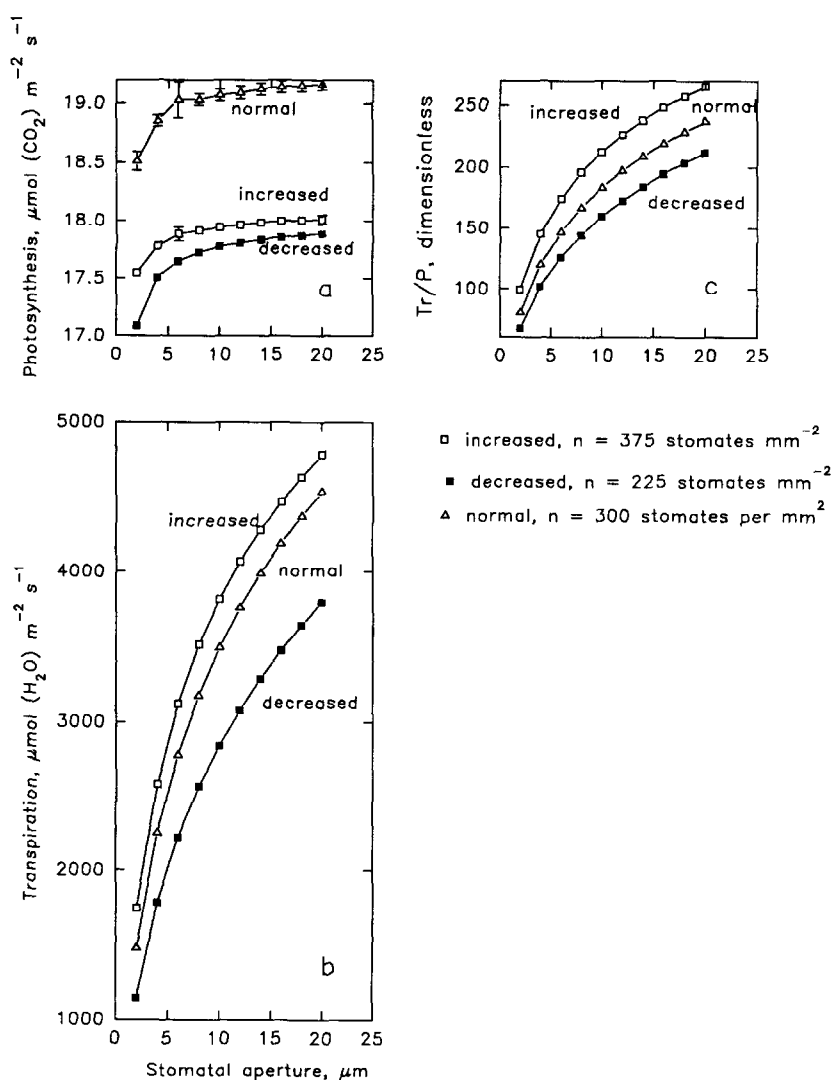 Photosynthesis, μmol (CO₂) m⁻² s⁻¹
19.0
18.5
18.0
17.5
17.0
normal
increased
decreased
a
0 5 10 15 20 25
Tr/P, dimensionless
250
200
150
100
increased
normal
decreased
c
0 5 10 15 20 25
Transpiration, μmol (H₂O) m⁻² s⁻¹
5000
4000
3000
2000
1000
increased
normal
decreased
b
0 5 10 15 20 25
Stomatal aperture, μm
□ increased, n = 375 stomates mm⁻²
■ decreased, n = 225 stomates mm⁻²
△ normal, n = 300 stomates per mm²